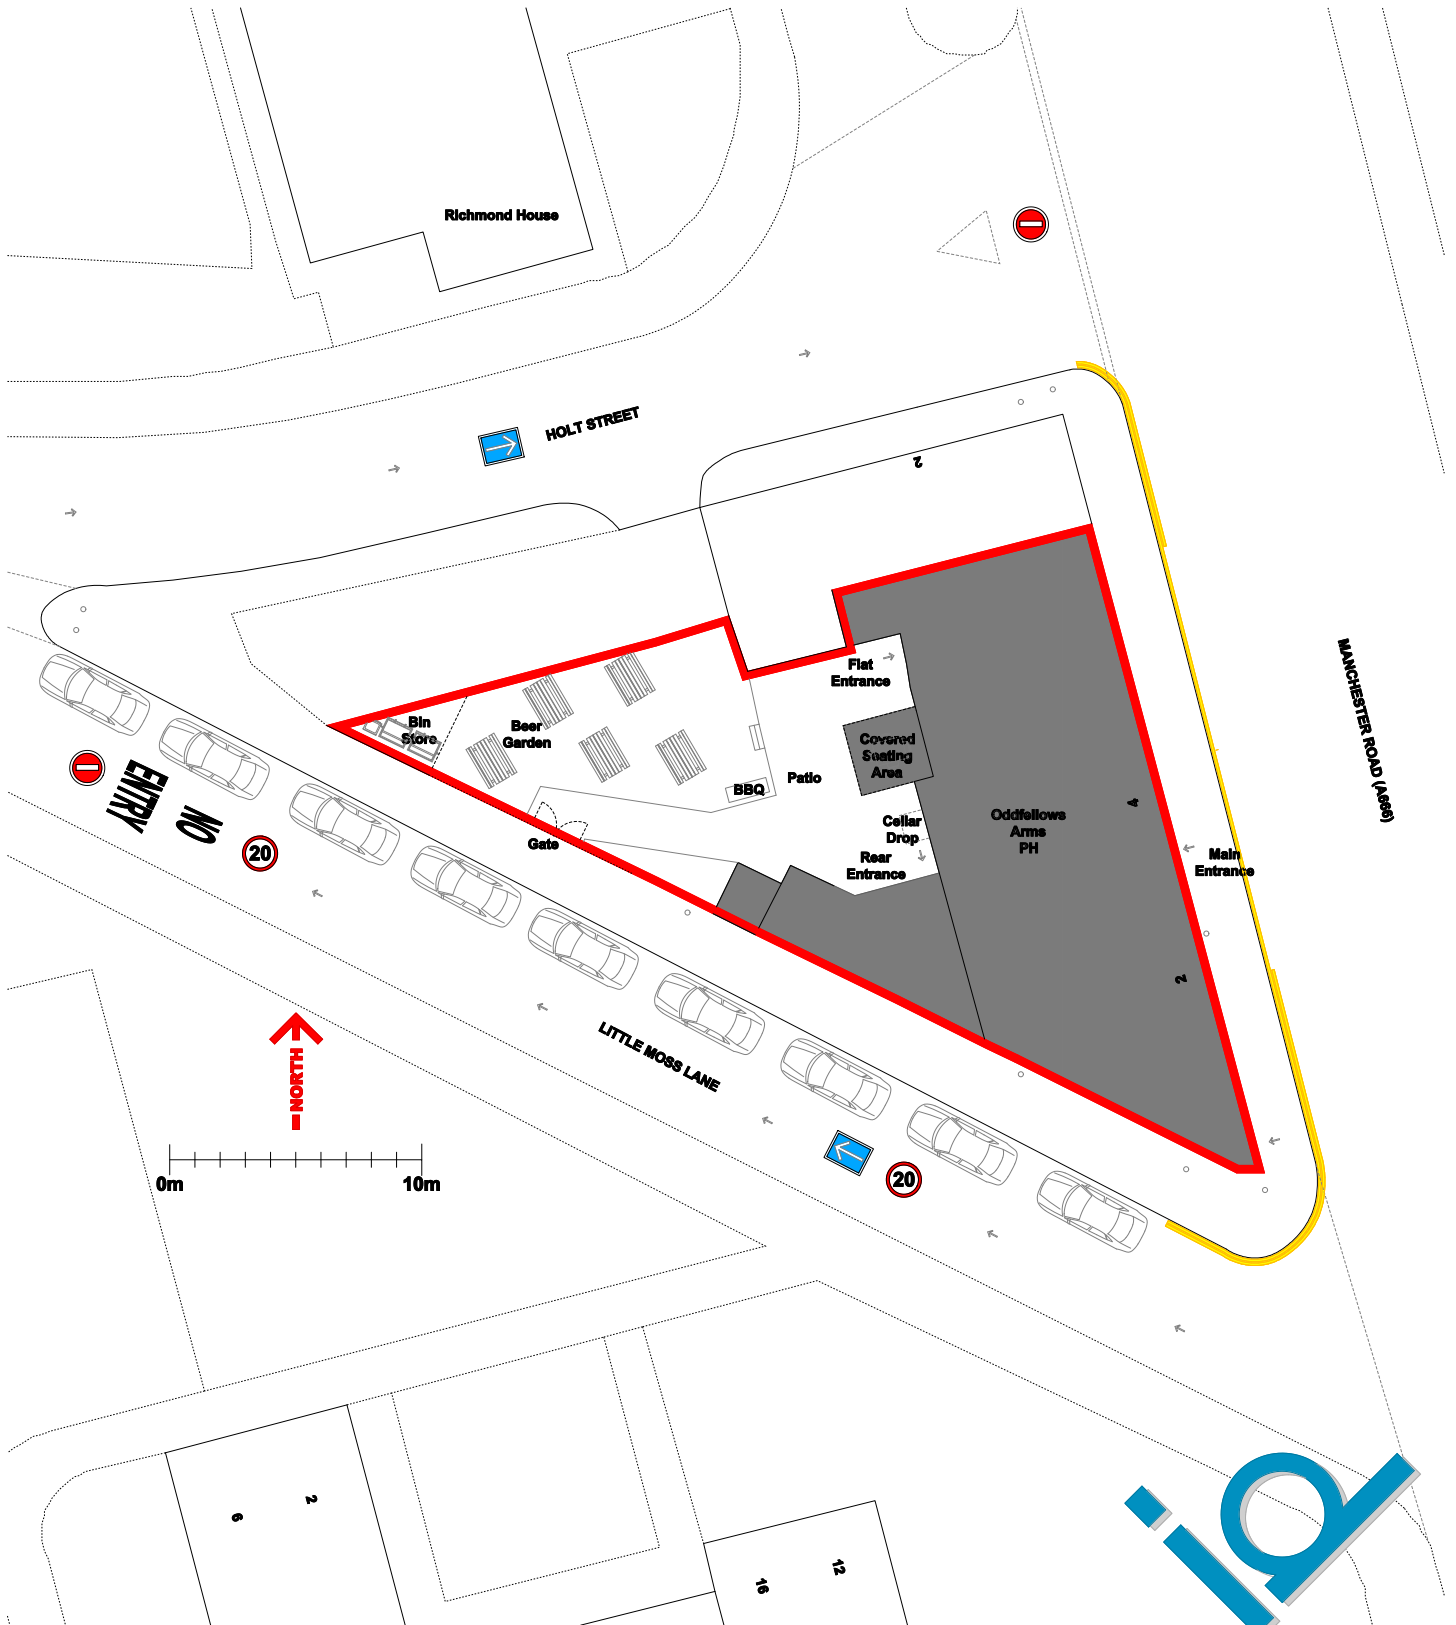 Richmond House
HOLT STREET
2
Flat
Entrance
Bin
Store
Beer
Garden
Covered
Seating
Area
MANCHESTER ROAD (A666)
BBQ
Patio
NO
ENTRY
20
Gate
Cellar
Drop
Rear
Entrance
Oddfellows
Arms
PH
4
Main
Entrance
2
NORTH
LITTLE MOSS LANE
20
0m
10m
6
2
16
12
id